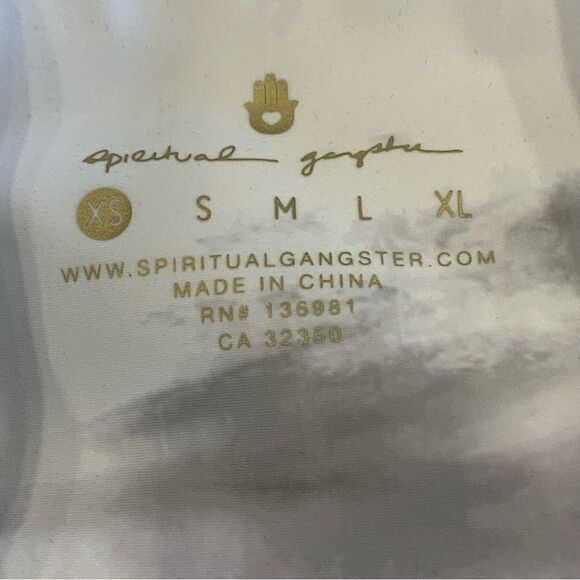 spiritual gangster
XS S M L XL
WWW.SPIRITUALGANGSTER.COM
MADE IN CHINA
RN# 136981
CA 32350